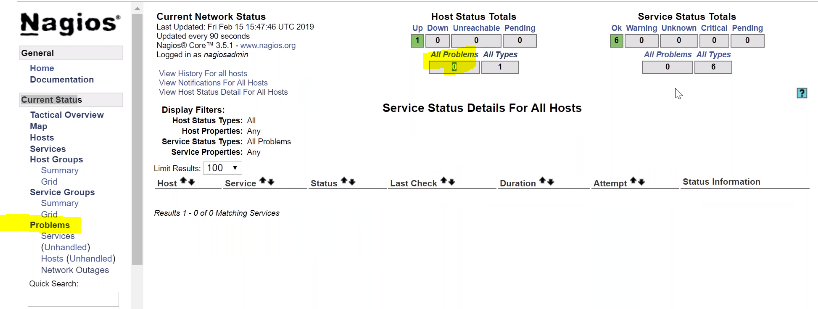 Nagios®
General
Home
Documentation
Current Status
Tactical Overview
Map
Hosts
Services
Host Groups
Summary
Grid
Service Groups
Summary
Grid
Problems
Services
(Unhandled)
Hosts (Unhandled)
Network Outages
Quick Search:
Current Network Status
Last Updated: Fri Feb 15 15:47:46 UTC 2019
Updated every 90 seconds
Nagios® Core™ 3.5.1 - www.nagios.org
Logged in as nagiosadmin
View History For all hosts
View Notifications For All Hosts
View Host Status Detail For All Hosts
Host Status Totals
Up Down Unreachable Pending
1 0 0 0
All Problems All Types
0 1
Service Status Totals
Ok Warning Unknown Critical Pending
6 0 0 0 0
All Problems All Types
0 6
?
Display Filters:
Host Status Types: All
Host Properties: Any
Service Status Types: All Problems
Service Properties: Any
Service Status Details For All Hosts
Limit Results: 100
Host Service Status Last Check Duration Attempt Status Information
Results 1 - 0 of 0 Matching Services